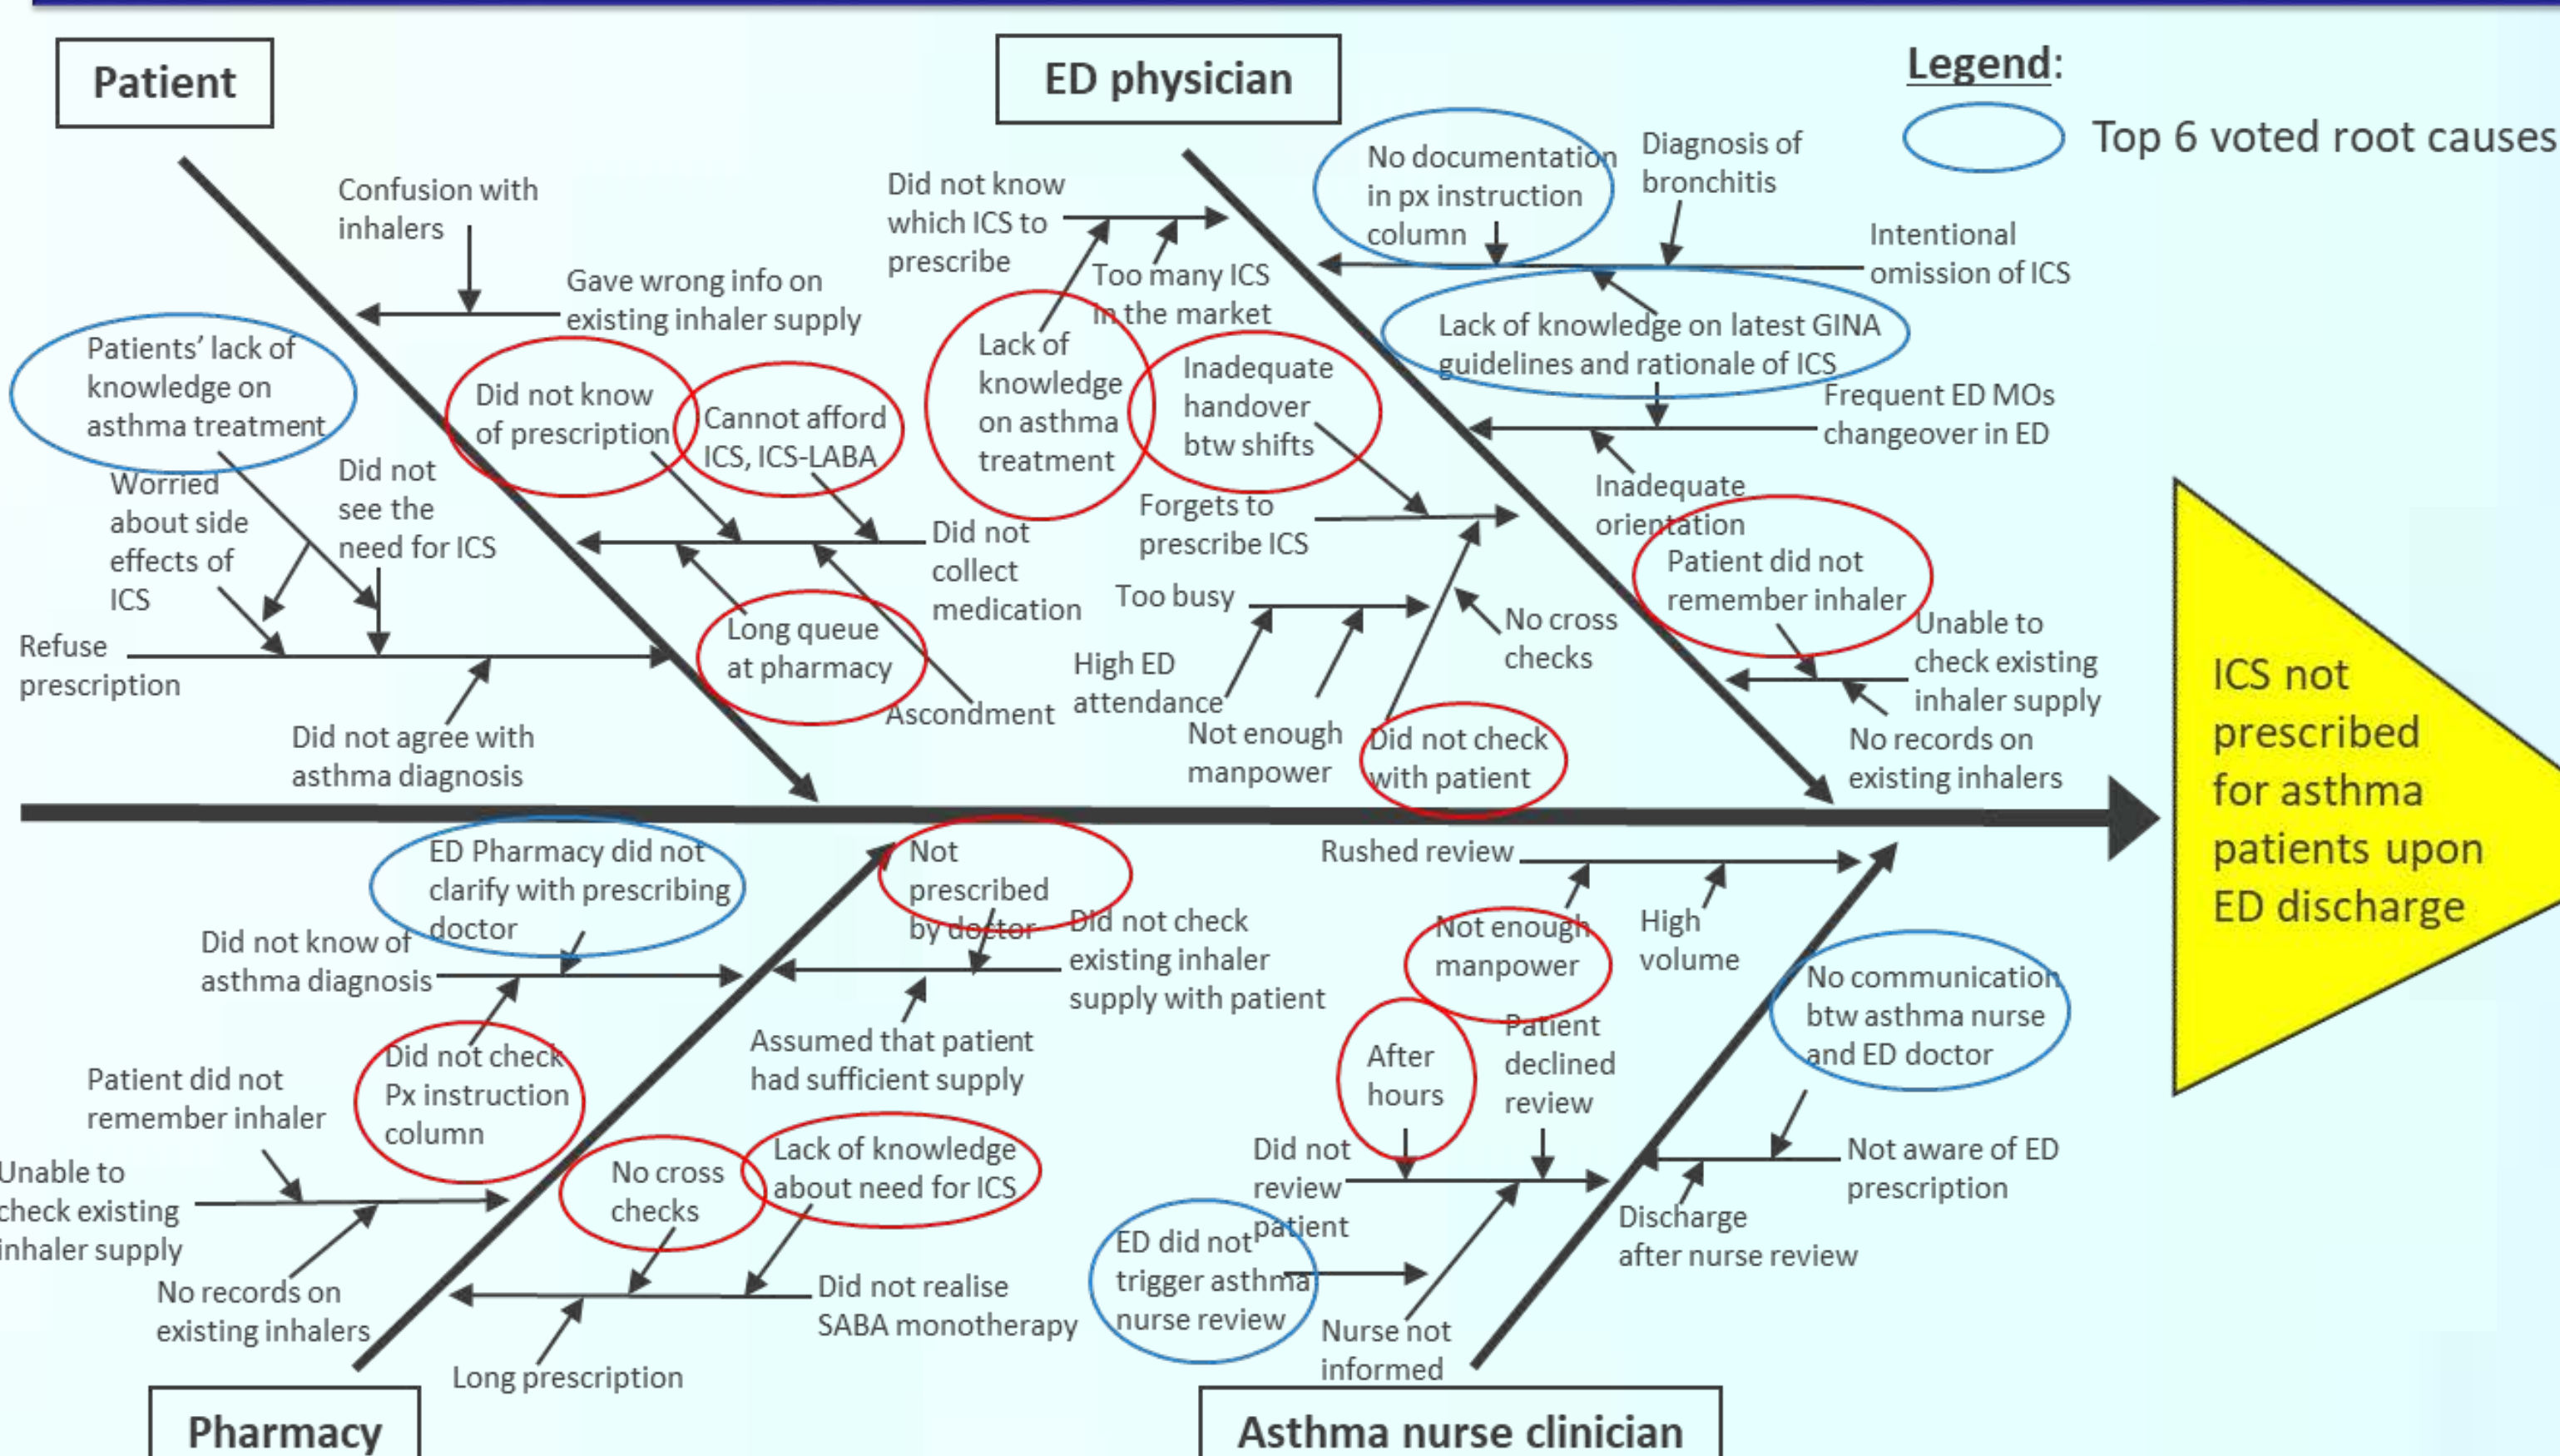 Patient
ED physician
Legend:
Top 6 voted root causes
Confusion with
inhalers
Gave wrong info on
existing inhaler supply
Patients' lack of
knowledge on
asthma treatment
Did not know
of prescription
Cannot afford
ICS, ICS-LABA
Worried
about side
effects of
ICS
Did not
see the
need for ICS
Did not
collect
medication
Refuse
prescription
Long queue
at pharmacy
Ascondment
Did not agree with
asthma diagnosis
Did not know
which ICS to
prescribe
Too many ICS
in the market
Lack of
knowledge
on asthma
treatment
Inadequate
handover
btw shifts
Forgets to
prescribe ICS
Too busy
High ED
attendance
Not enough
manpower
No cross
checks
Did not check
with patient
No documentation
in px instruction
column
Diagnosis of
bronchitis
Intentional
omission of ICS
Lack of knowledge on latest GINA
guidelines and rationale of ICS
Frequent ED MOs
changeover in ED
Inadequate
orientation
Patient did not
remember inhaler
Unable to
check existing
inhaler supply
No records on
existing inhalers
ICS not
prescribed
for asthma
patients upon
ED discharge
ED Pharmacy did not
clarify with prescribing
doctor
Did not know of
asthma diagnosis
Not
prescribed
by doctor
Did not check
existing inhaler
supply with patient
Assumed that patient
had sufficient supply
Did not check
Px instruction
column
Patient did not
remember inhaler
Unable to
check existing
inhaler supply
No records on
existing inhalers
No cross
checks
Lack of knowledge
about need for ICS
Did not realise
SABA monotherapy
Long prescription
Rushed review
Not enough
manpower
High
volume
After
hours
Patient
declined
review
Did not
review
patient
ED did not
trigger asthma
nurse review
Nurse not
informed
No communication
btw asthma nurse
and ED doctor
Not aware of ED
prescription
Discharge
after nurse review
Pharmacy
Asthma nurse clinician